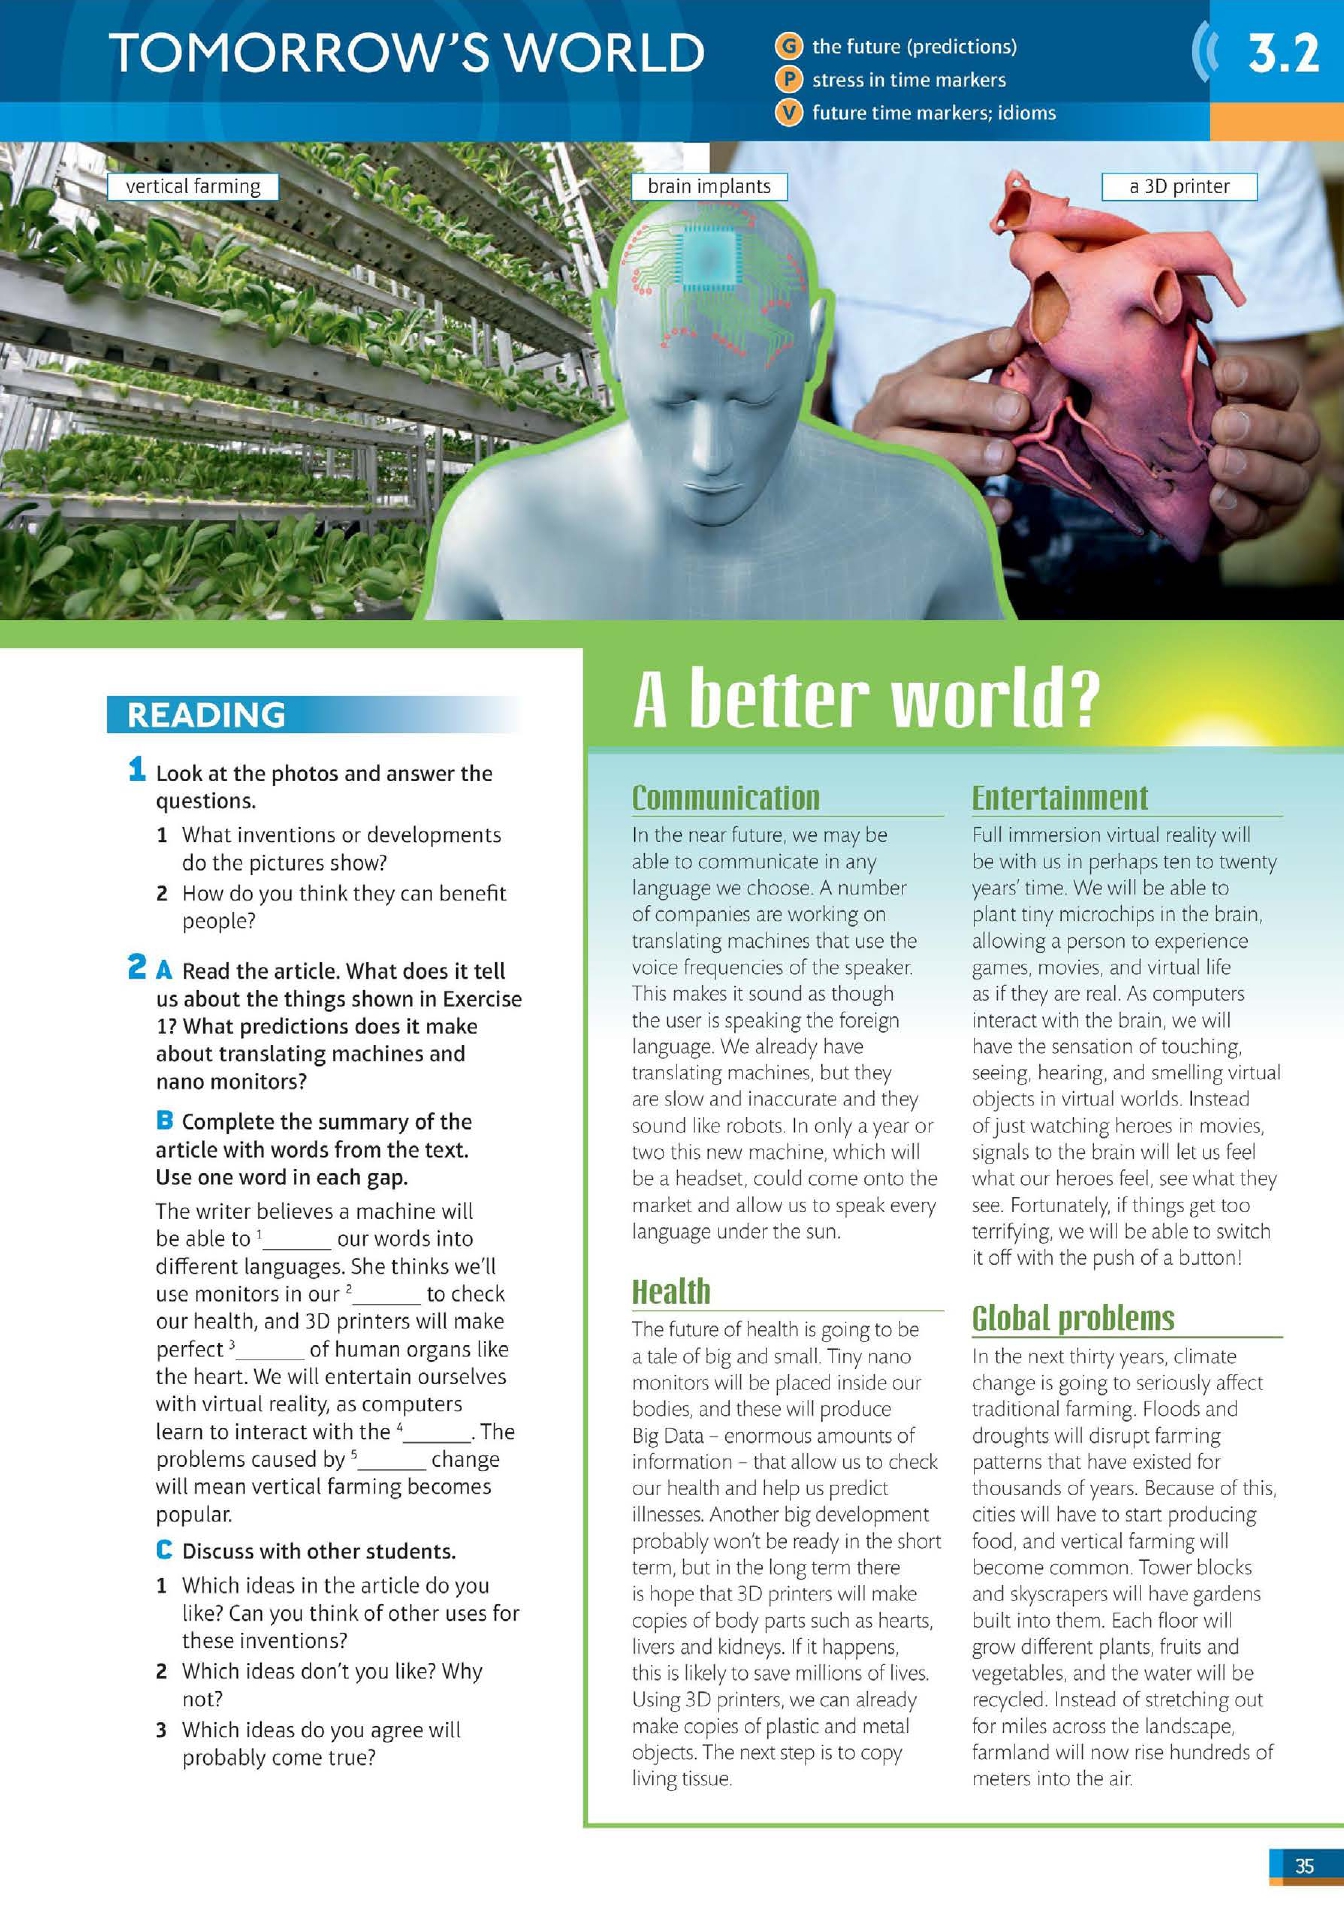 TOMORROW'S WORLD
G the future (predictions)
P stress in time markers
V future time markers; idioms
3.2
vertical farming
brain implants
a 3D printer
READING
1 Look at the photos and answer the
questions.
1 What inventions or developments
do the pictures show?
2 How do you think they can benefit
people?
2 A Read the article. What does it tell
us about the things shown in Exercise
1? What predictions does it make
about translating machines and
nano monitors?
B Complete the summary of the
article with words from the text.
Use one word in each gap.
The writer believes a machine will
be able to 1______ our words into
different languages. She thinks we'll
use monitors in our 2______ to check
our health, and 3D printers will make
perfect 3______ of human organs like
the heart. We will entertain ourselves
with virtual reality, as computers
learn to interact with the 4______. The
problems caused by 5______ change
will mean vertical farming becomes
popular.
C Discuss with other students.
1 Which ideas in the article do you
like? Can you think of other uses for
these inventions?
2 Which ideas don't you like? Why
not?
3 Which ideas do you agree will
probably come true?
A better world?
Communication
In the near future, we may be
able to communicate in any
language we choose. A number
of companies are working on
translating machines that use the
voice frequencies of the speaker.
This makes it sound as though
the user is speaking the foreign
language. We already have
translating machines, but they
are slow and inaccurate and they
sound like robots. In only a year or
two this new machine, which will
be a headset, could come onto the
market and allow us to speak every
language under the sun.
Health
The future of health is going to be
a tale of big and small. Tiny nano
monitors will be placed inside our
bodies, and these will produce
Big Data – enormous amounts of
information – that allow us to check
our health and help us predict
illnesses. Another big development
probably won't be ready in the short
term, but in the long term there
is hope that 3D printers will make
copies of body parts such as hearts,
livers and kidneys. If it happens,
this is likely to save millions of lives.
Using 3D printers, we can already
make copies of plastic and metal
objects. The next step is to copy
living tissue.
Entertainment
Full immersion virtual reality will
be with us in perhaps ten to twenty
years' time. We will be able to
plant tiny microchips in the brain,
allowing a person to experience
games, movies, and virtual life
as if they are real. As computers
interact with the brain, we will
have the sensation of touching,
seeing, hearing, and smelling virtual
objects in virtual worlds. Instead
of just watching heroes in movies,
signals to the brain will let us feel
what our heroes feel, see what they
see. Fortunately, if things get too
terrifying, we will be able to switch
it off with the push of a button!
Global problems
In the next thirty years, climate
change is going to seriously affect
traditional farming. Floods and
droughts will disrupt farming
patterns that have existed for
thousands of years. Because of this,
cities will have to start producing
food, and vertical farming will
become common. Tower blocks
and skyscrapers will have gardens
built into them. Each floor will
grow different plants, fruits and
vegetables, and the water will be
recycled. Instead of stretching out
for miles across the landscape,
farmland will now rise hundreds of
meters into the air.
35